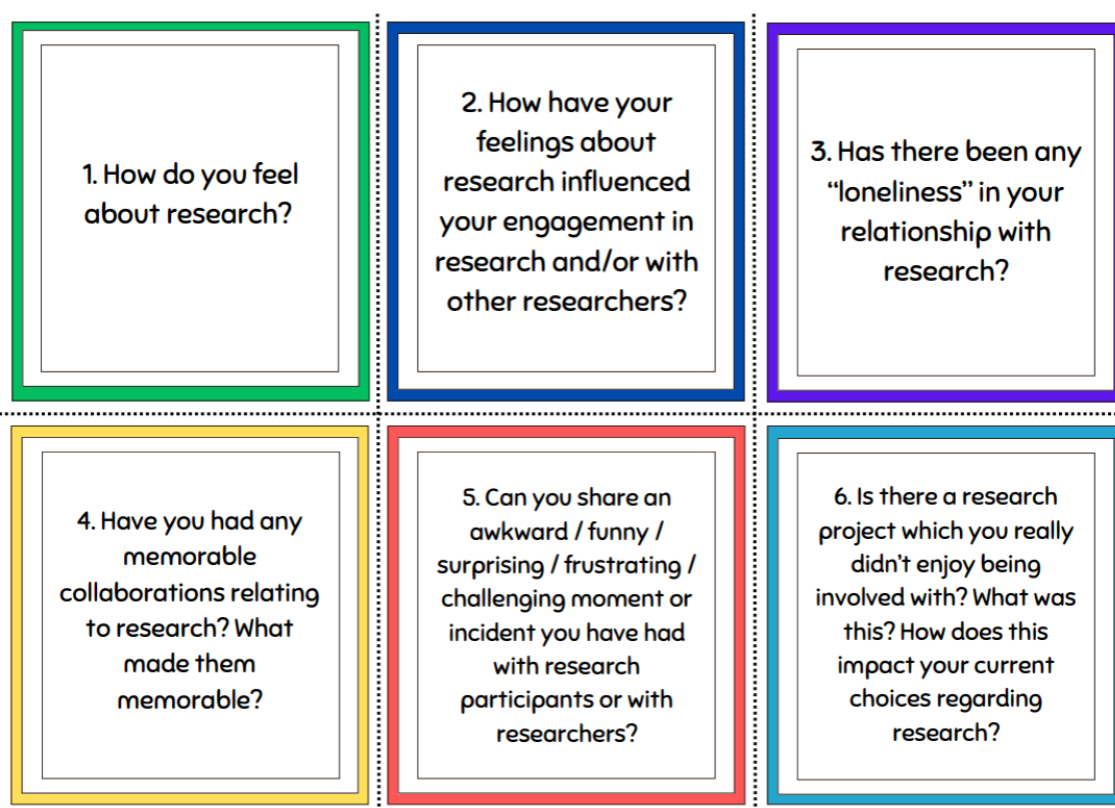 1. How do you feel
about research?
2. How have your
feelings about
research influenced
your engagement in
research and/or with
other researchers?
3. Has there been any
“loneliness” in your
relationship with
research?
4. Have you had any
memorable
collaborations relating
to research? What
made them
memorable?
5. Can you share an
awkward / funny /
surprising / frustrating /
challenging moment or
incident you have had
with research
participants or with
researchers?
6. Is there a research
project which you really
didn't enjoy being
involved with? What was
this? How does this
impact your current
choices regarding
research?